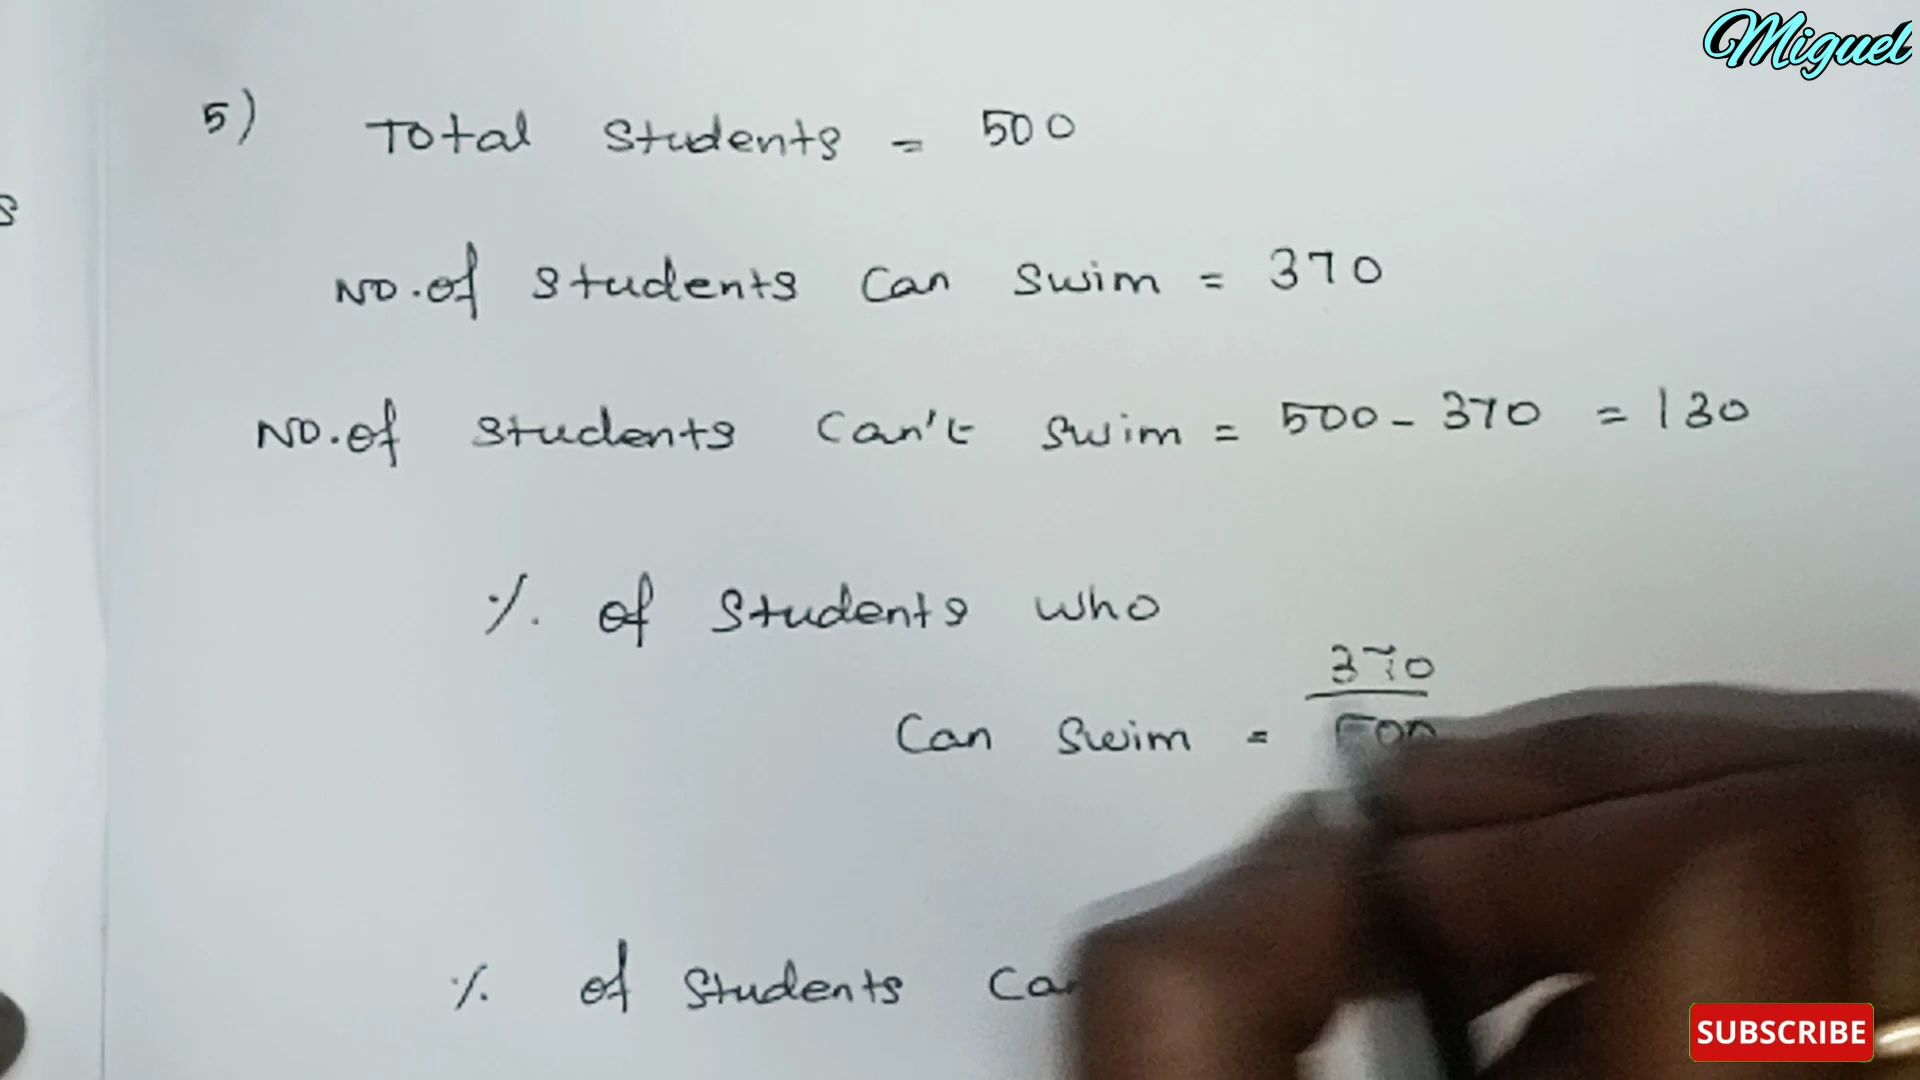 Miguel
5) Total Students = 500
s
No. of students can swim = 370
No. of students can't swim = 500 - 370 = 130
% of students who
can swim = 370/500
% of students
SUBSCRIBE